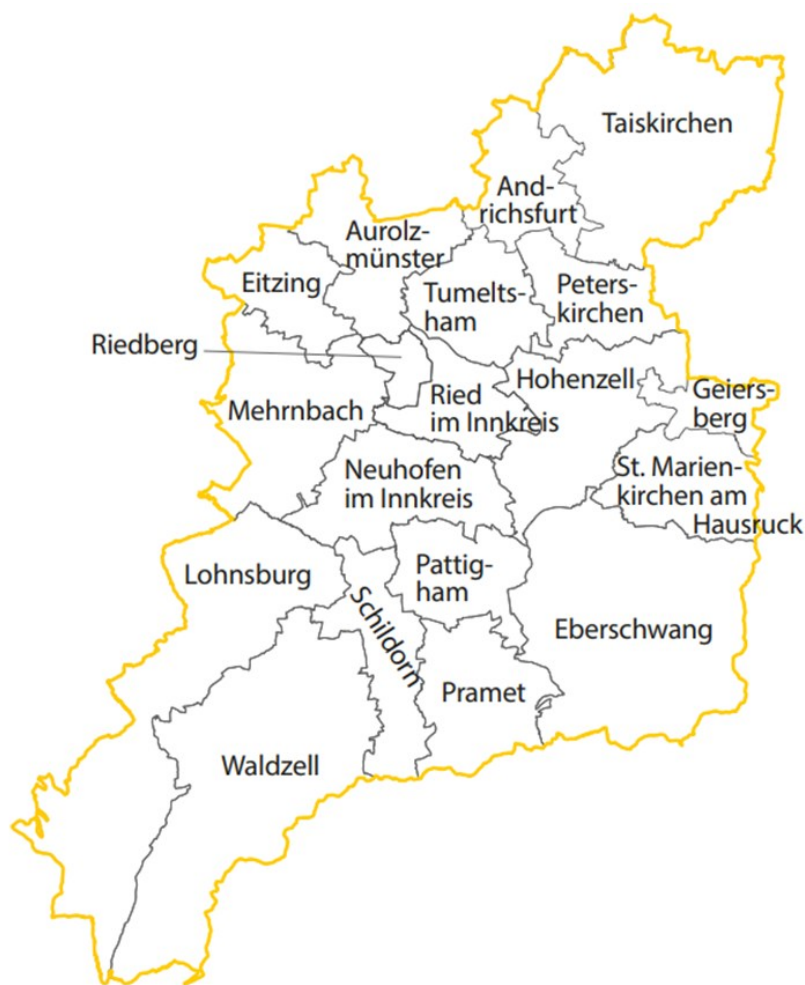 Taiskirchen
And-
richsfurt
Aurolz-
münster
Eitzing
Tumelts-
ham
Peters-
kirchen
Riedberg
Hohenzell
Geiers-
berg
Mehrnbach
Ried
im Innkreis
Neuhofen
im Innkreis
St. Marien-
kirchen am
Hausruck
Lohnsburg
Pattig-
ham
Schildorn
Eberschwang
Pramet
Waldzell